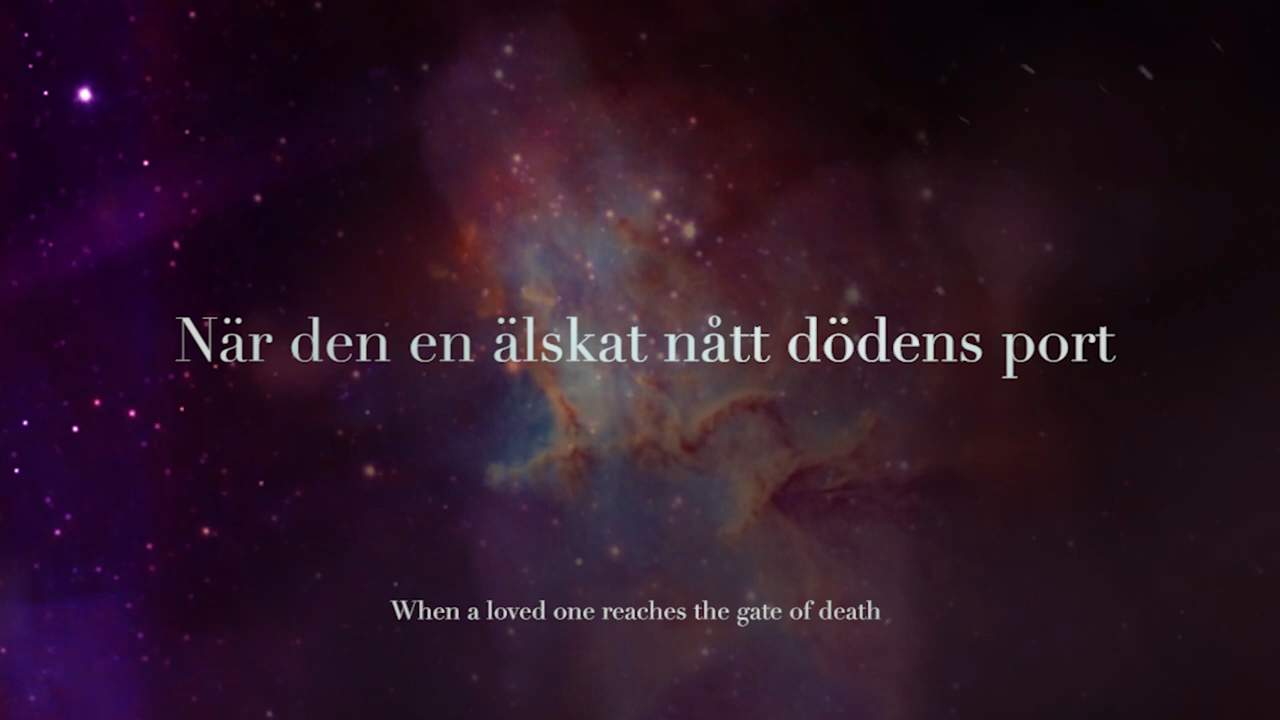 När den en älskat nått dödens port
When a loved one reaches the gate of death